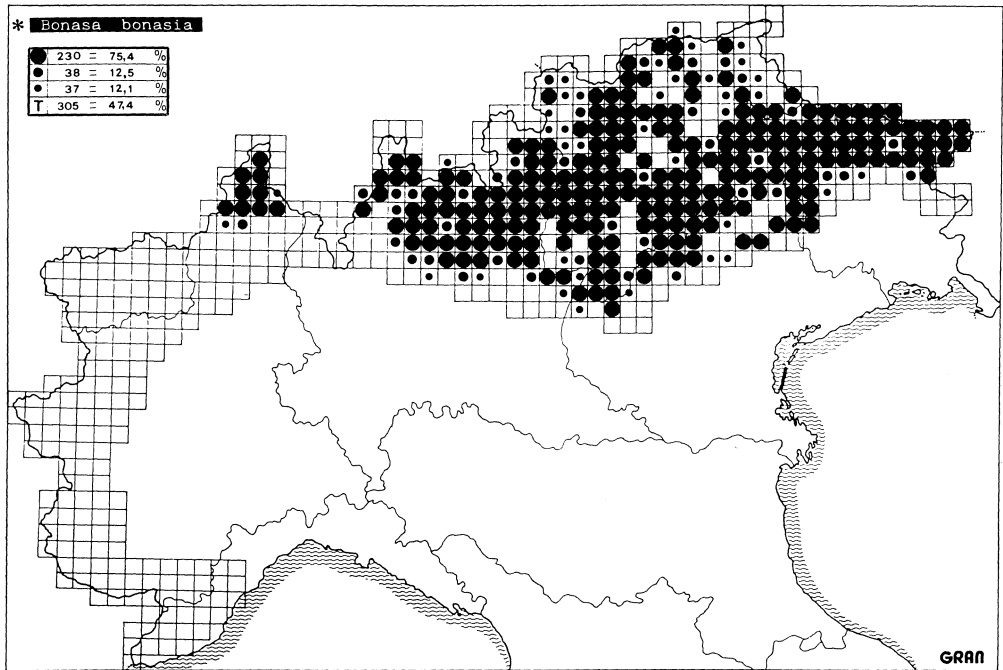 * Bonasa bonasia
230 = 75,4 %
38 = 12,5 %
37 = 12,1 %
T 305 = 47,4 %
GRAN